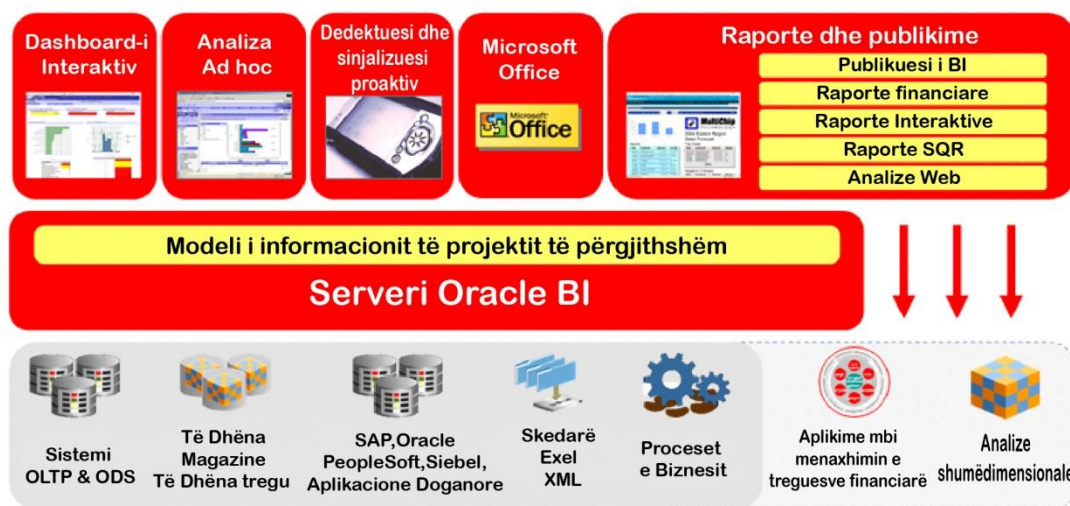 Dashboard-i
Interaktiv
Analiza
Ad hoc
Dedektuesi dhe
sinjalizuesi
proaktiv
Microsoft
Office
Microsoft
Office
Raporte dhe publikime
MultiChip
Publikuesi i BI
Raporte financiare
Raporte Interaktive
Raporte SQR
Analize Web
Modeli i informacionit të projektit të përgjithshëm
Serveri Oracle BI
Sistemi
OLTP & ODS
Të Dhëna
Magazine
Të Dhëna tregu
SAP,Oracle
PeopleSoft,Siebel,
Aplikacione Doganore
Skedarë
Exel
XML
Proceset
e Biznesit
Aplikime mbi
menaxhimin e
treguesve financiarë
Analize
shumëdimensionale